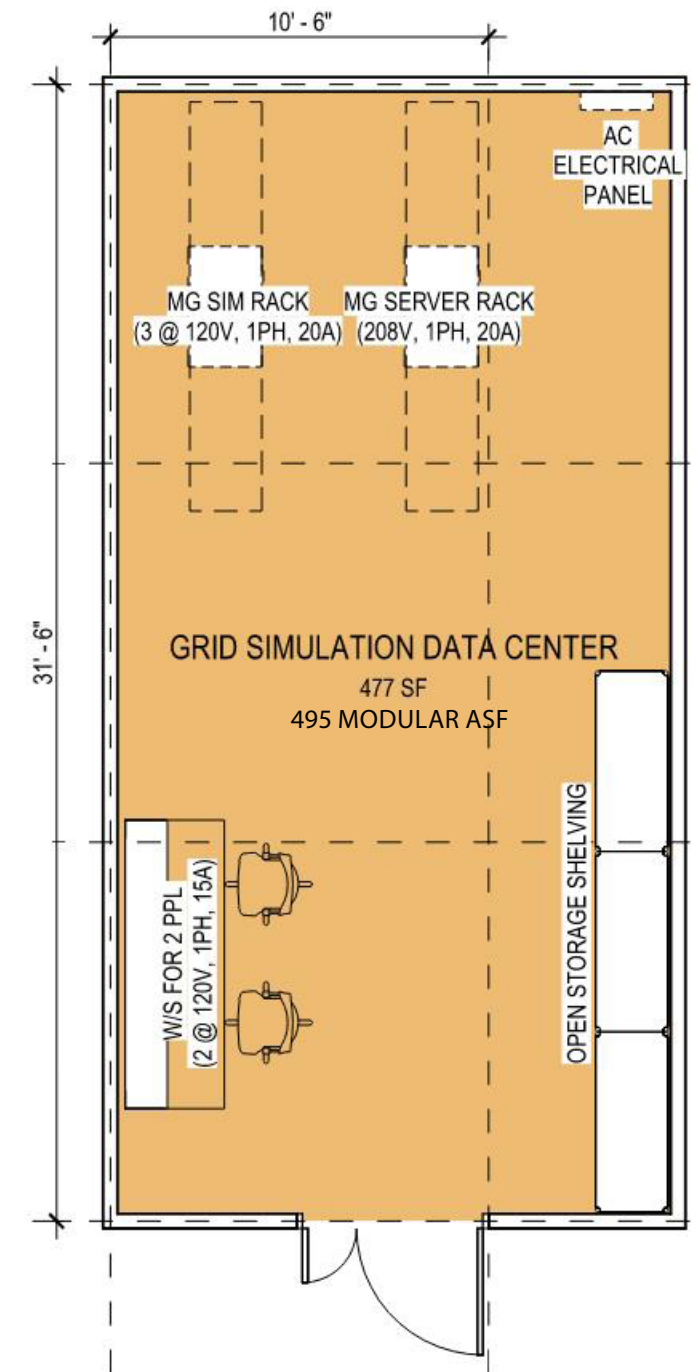 10' - 6"
AC
ELECTRICAL
PANEL
MG SIM RACK
(3 @ 120V, 1PH, 20A)
MG SERVER RACK
(208V, 1PH, 20A)
31' - 6"
GRID SIMULATION DATA CENTER
477 SF
495 MODULAR ASF
W/S FOR 2 PPL
(2 @ 120V, 1PH, 15A)
OPEN STORAGE SHELVING